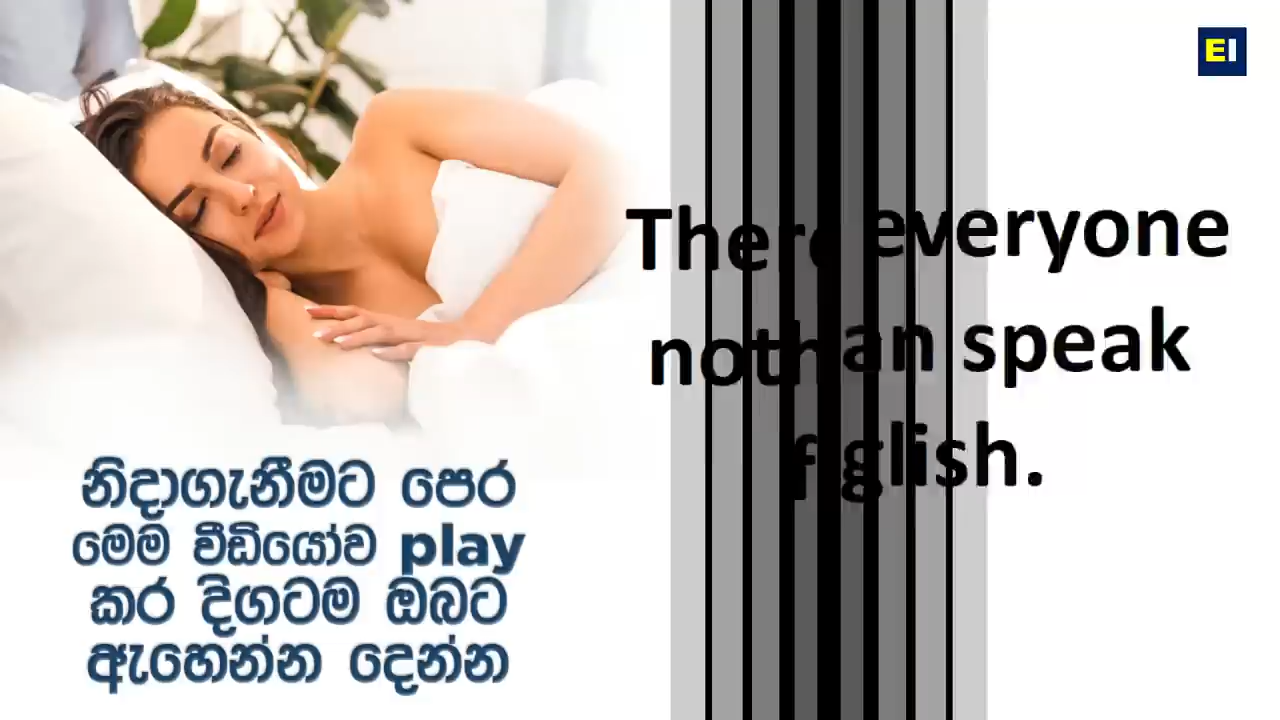 EI
everyone
speak
නිදාගැනීමට පෙර
මෙම වීඩියෝව play
කර දිගටම ඔබට
ඇහෙන්න දෙන්න